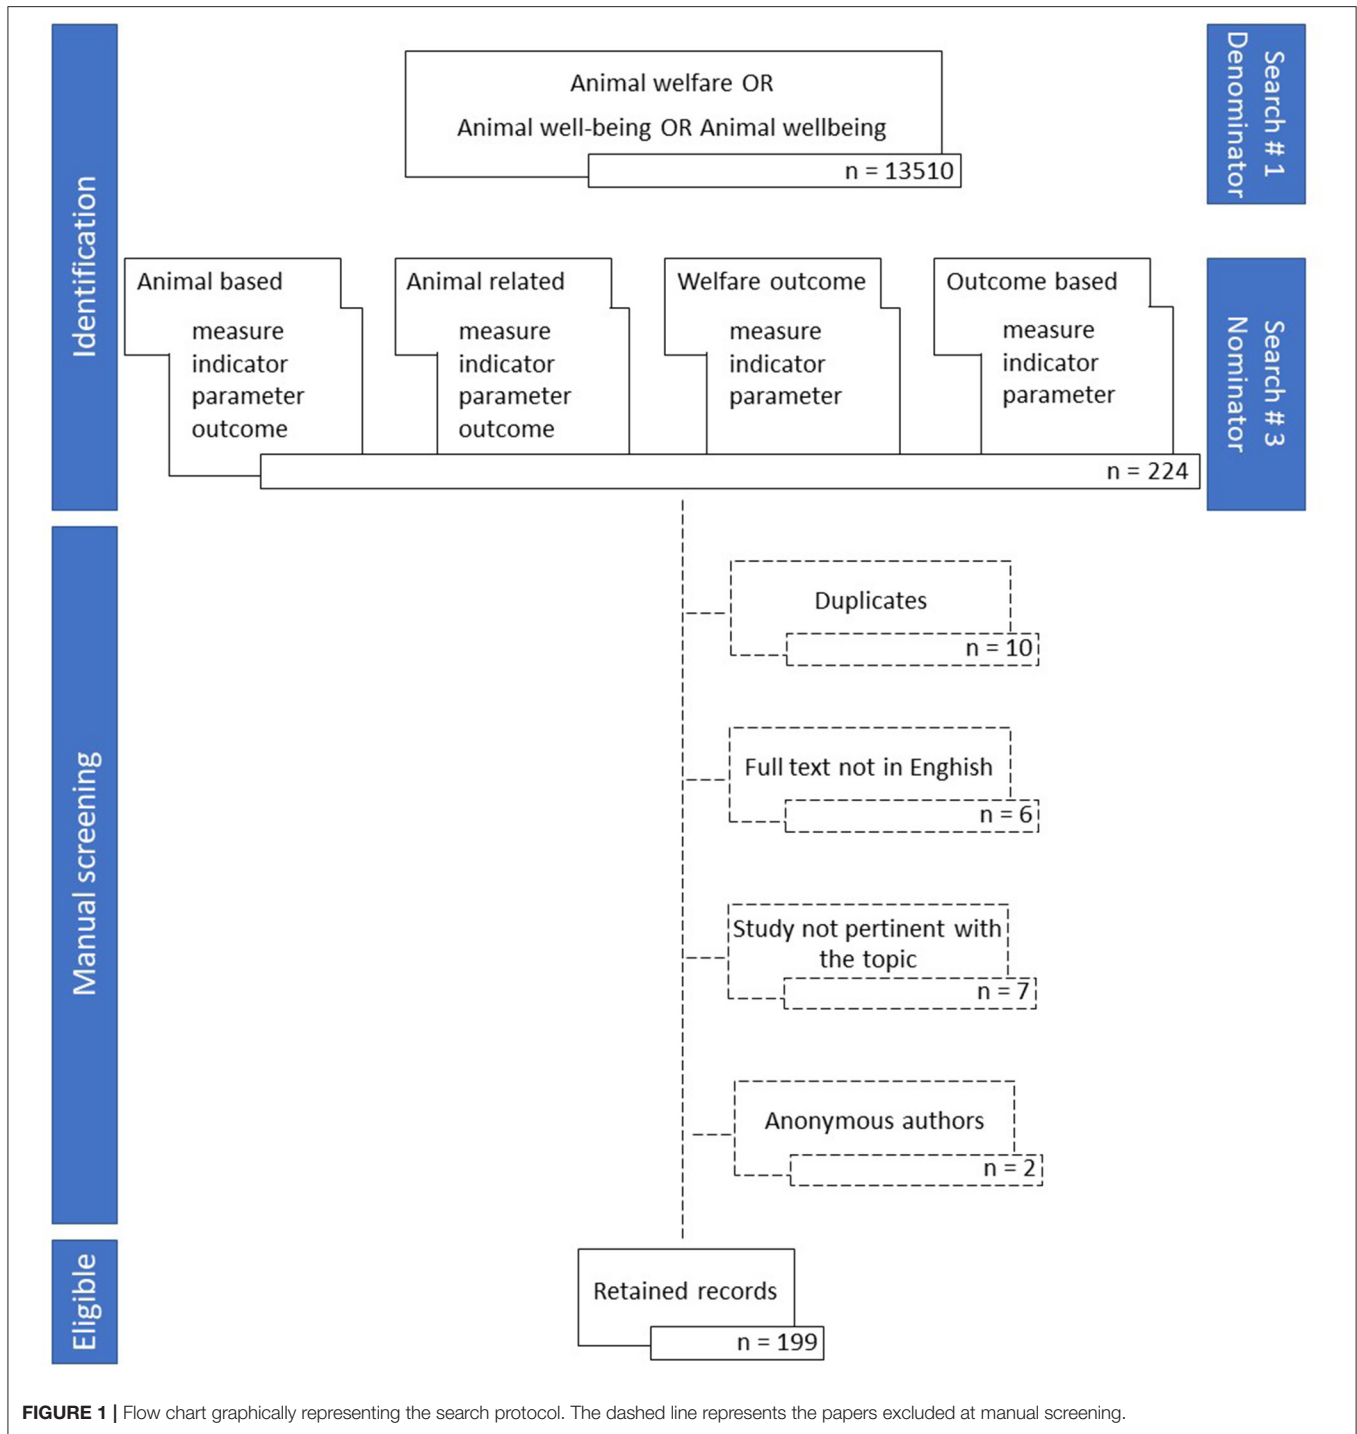 Identification
Animal welfare OR
Animal well-being OR Animal wellbeing
n = 13510
Search # 1
Denominator
Animal based
measure
indicator
parameter
outcome
Animal related
measure
indicator
parameter
outcome
Welfare outcome
measure
indicator
parameter
Outcome based
measure
indicator
parameter
n = 224
Search # 3
Nominator
Manual screening
Duplicates
n = 10
Full text not in Enghish
n = 6
Study not pertinent with
the topic
n = 7
Anonymous authors
n = 2
Eligible
Retained records
n = 199
FIGURE 1 | Flow chart graphically representing the search protocol. The dashed line represents the papers excluded at manual screening.